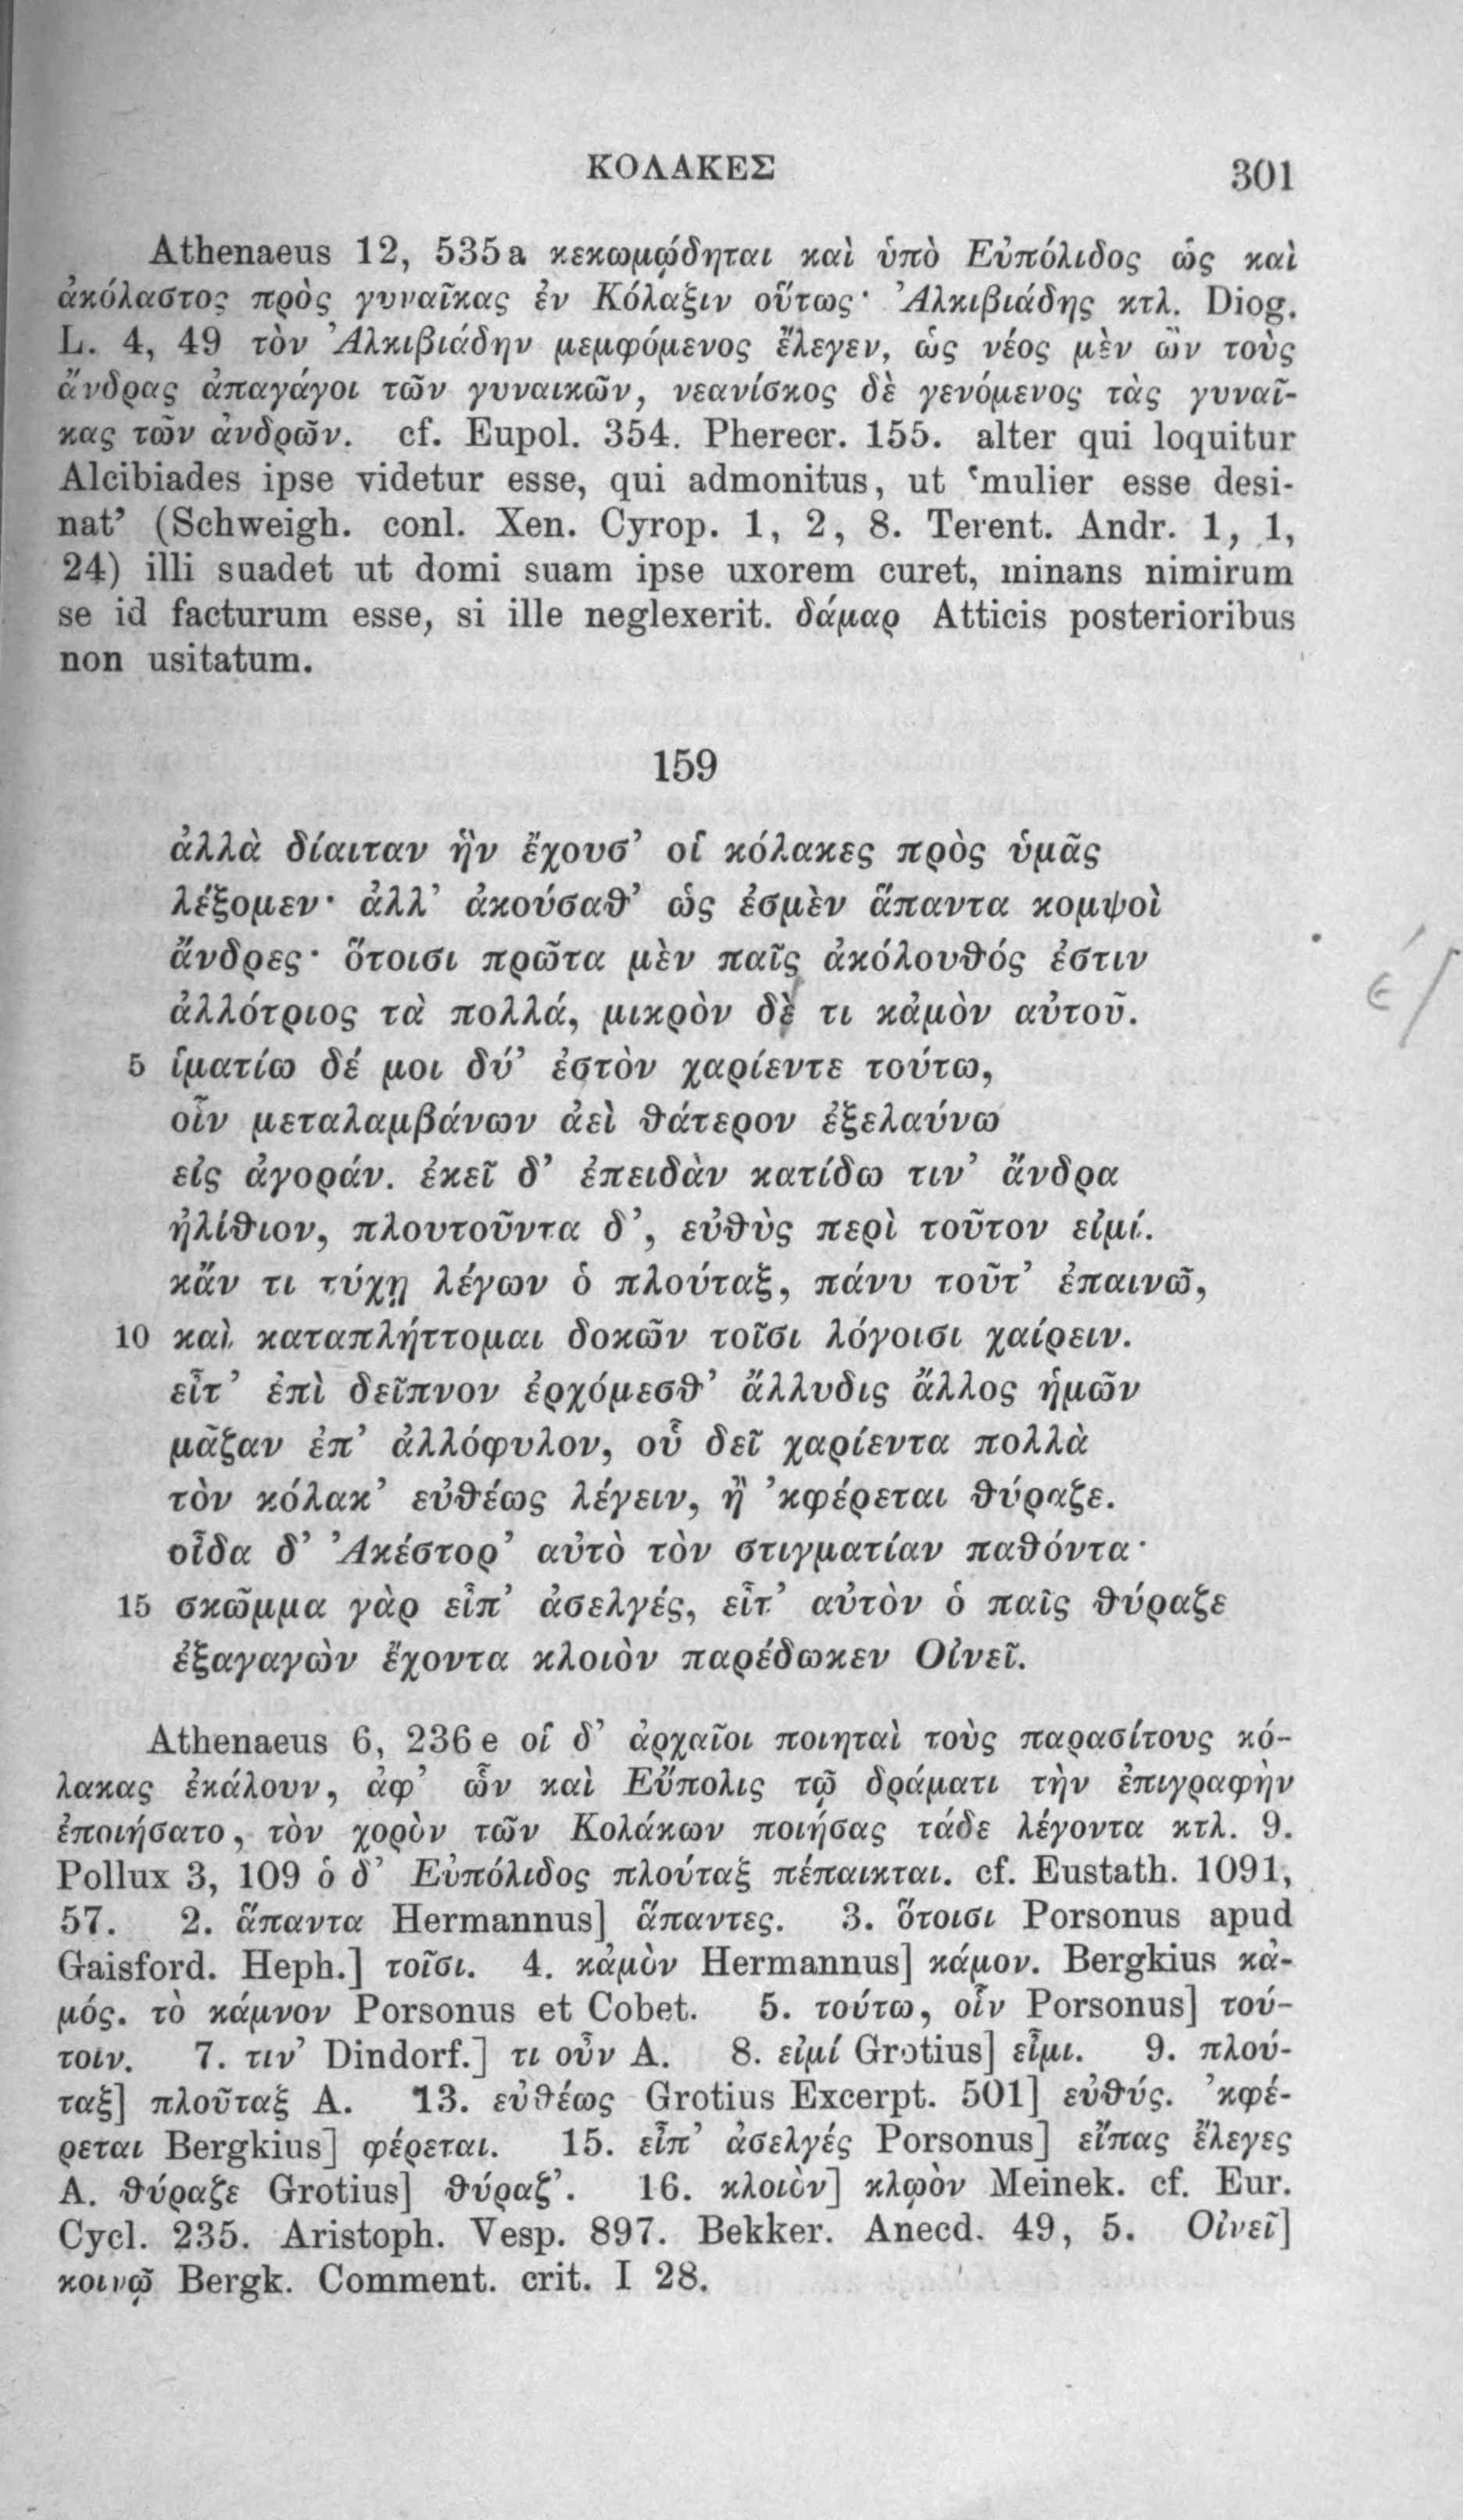 ΚΟΛΑΚΕΣ 301
Athenaeus 12, 535 a κεκωμῴδηται καὶ ὑπὸ Εὐπόλιδος ὡς καὶ
ἀκόλαστος πρὸς γυναῖκας ἐν Κόλαξιν οὕτως· Ἀλκιβιάδης κτλ. Diog.
L. 4, 49 τὸν Ἀλκιβιάδην μεμφόμενος ἔλεγεν, ὡς νέος μὲν ὢν τοὺς
ἄνδρας ἀπαγάγοι τῶν γυναικῶν, νεανίσκος δὲ γενόμενος τὰς γυναῖ-
κας τῶν ἀνδρῶν. cf. Eupol. 354. Pherecr. 155. alter qui loquitur
Alcibiades ipse videtur esse, qui admonitus, ut ‘mulier esse desi-
nat’ (Schweigh. conl. Xen. Cyrop. 1, 2, 8. Terent. Andr. 1, 1,
24) illi suadet ut domi suam ipse uxorem curet, minans nimirum
se id facturum esse, si ille neglexerit. δάμαρ Atticis posterioribus
non usitatum.
159
ἀλλὰ δίαιταν ἣν ἔχουσ’ οἱ κόλακες πρὸς ὑμᾶς
λέξομεν· ἀλλ’ ἀκούσαθ’ ὡς ἐσμὲν ἅπαντα κομψοὶ
ἄνδρες· ὅτοισι πρῶτα μὲν παῖς ἀκόλουθός ἐστιν
ἀλλότριος τὰ πολλά, μικρὸν δὲ τι κἀμὸν αὐτοῦ.
έ/
5 ἱματίω δέ μοι δύ’ ἐστὸν χαρίεντε τούτω,
οἷν μεταλαμβάνων ἀεὶ θάτερον ἐξελαύνω
εἰς ἀγοράν. ἐκεῖ δ’ ἐπειδὰν κατίδω τιν’ ἄνδρα
ἠλίθιον, πλουτοῦντα δ’, εὐθὺς περὶ τοῦτον εἰμί.
κἄν τι τύχῃ λέγων ὁ πλούταξ, πάνυ τοῦτ’ ἐπαινῶ,
10 καὶ καταπλήττομαι δοκῶν τοῖσι λόγοισι χαίρειν.
εἶτ’ ἐπὶ δεῖπνον ἐρχόμεσθ’ ἄλλυδις ἄλλος ἡμῶν
μᾶζαν ἐπ’ ἀλλόφυλον, οὗ δεῖ χαρίεντα πολλὰ
τὸν κόλακ’ εὐθέως λέγειν, ἢ ’κφέρεται θύραζε.
οἶδα δ’ Ἀκέστορ’ αὐτὸ τὸν στιγματίαν παθόντα·
15 σκῶμμα γὰρ εἶπ’ ἀσελγές, εἶτ’ αὐτὸν ὁ παῖς θύραζε
ἐξαγαγὼν ἔχοντα κλοιὸν παρέδωκεν Οἰνεῖ.
Athenaeus 6, 236 e οἱ δ’ ἀρχαῖοι ποιηταὶ τοὺς παρασίτους κό-
λακας ἐκάλουν, ἀφ’ ὧν καὶ Εὔπολις τῷ δράματι τὴν ἐπιγραφὴν
ἐποιήσατο, τὸν χορὸν τῶν Κολάκων ποιήσας τάδε λέγοντα κτλ. 9.
Pollux 3, 109 ὁ δ’ Εὐπόλιδος πλούταξ πέπαικται. cf. Eustath. 1091,
57. 2. ἅπαντα Hermannus] ἅπαντες. 3. ὅτοισι Porsonus apud
Gaisford. Heph.] τοῖσι. 4. κἀμὸν Hermannus] κάμον. Bergkius κἀ-
μός. τὸ κάμνον Porsonus et Cobet. 5. τούτω, οἷν Porsonus] τού-
τοιν. 7. τιν’ Dindorf.] τι οὖν A. 8. εἰμί Grotius] εἶμι. 9. πλού-
ταξ] πλοῦταξ A. 13. εὐθέως Grotius Excerpt. 501] εὐθύς. ’κφέ-
ρεται Bergkius] φέρεται. 15. εἶπ’ ἀσελγές Porsonus] εἴπας ἔλεγες
A. θύραζε Grotius] θύραζ’. 16. κλοιὸν] κλῳὸν Meinek. cf. Eur.
Cycl. 235. Aristoph. Vesp. 897. Bekker. Anecd. 49, 5. Οἰνεῖ]
κοινῷ Bergk. Comment. crit. I 28.